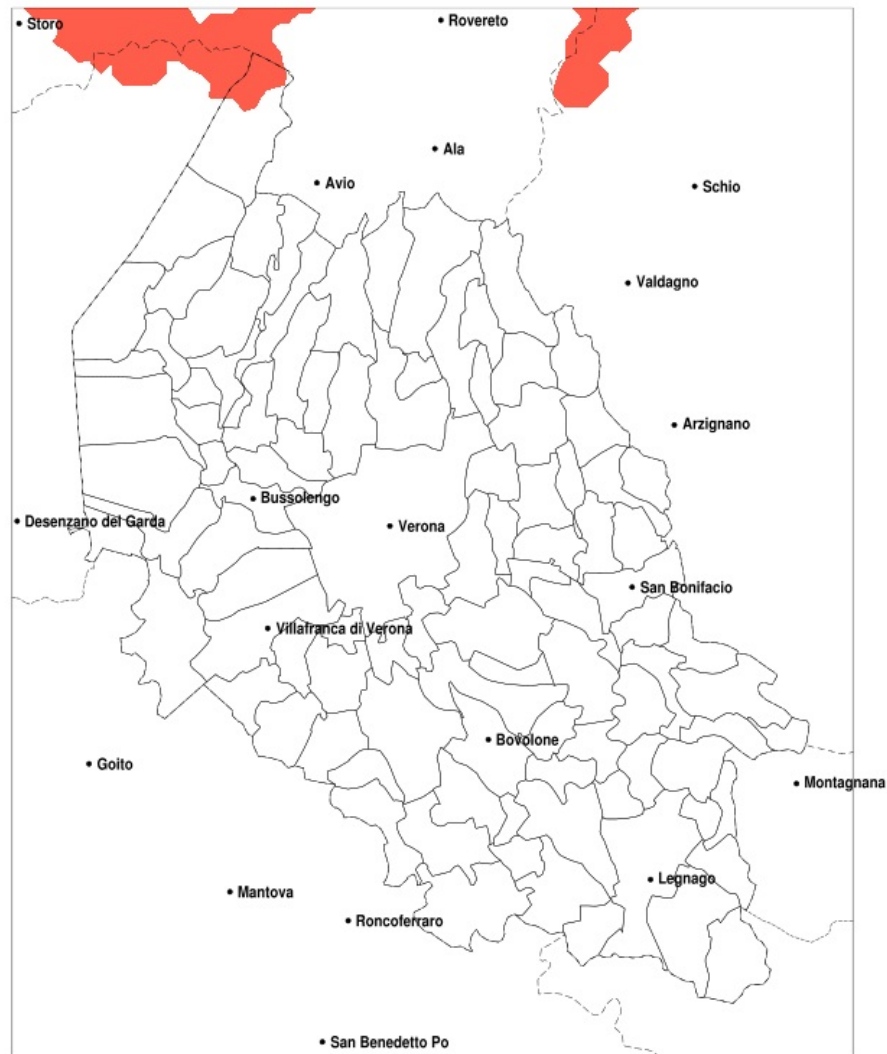 Storo
Rovereto
Ala
Avio
Schio
Valdagno
Arzignano
Bussolengo
Desenzano del Garda
Verona
San Bonifacio
Villafranca di Verona
Bovolone
Goito
Montagnana
Legnago
Mantova
Roncoferraro
San Benedetto Po